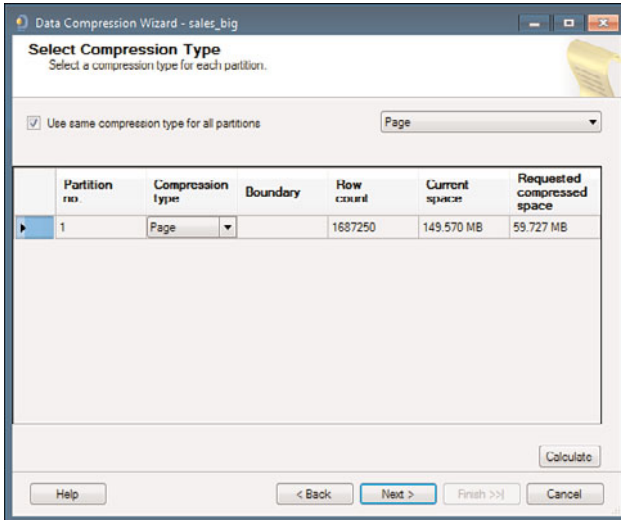 Data Compression Wizard - sales_big
Select Compression Type
Select a compression type for each partition.
Use same compression type for all partitions
Page
Partition no.
Compression type
Boundary
Row count
Current space
Requested compressed space
1
Page
1687250
149.570 MB
59.727 MB
Calculate
Help
< Back
Next >
Finish >>|
Cancel